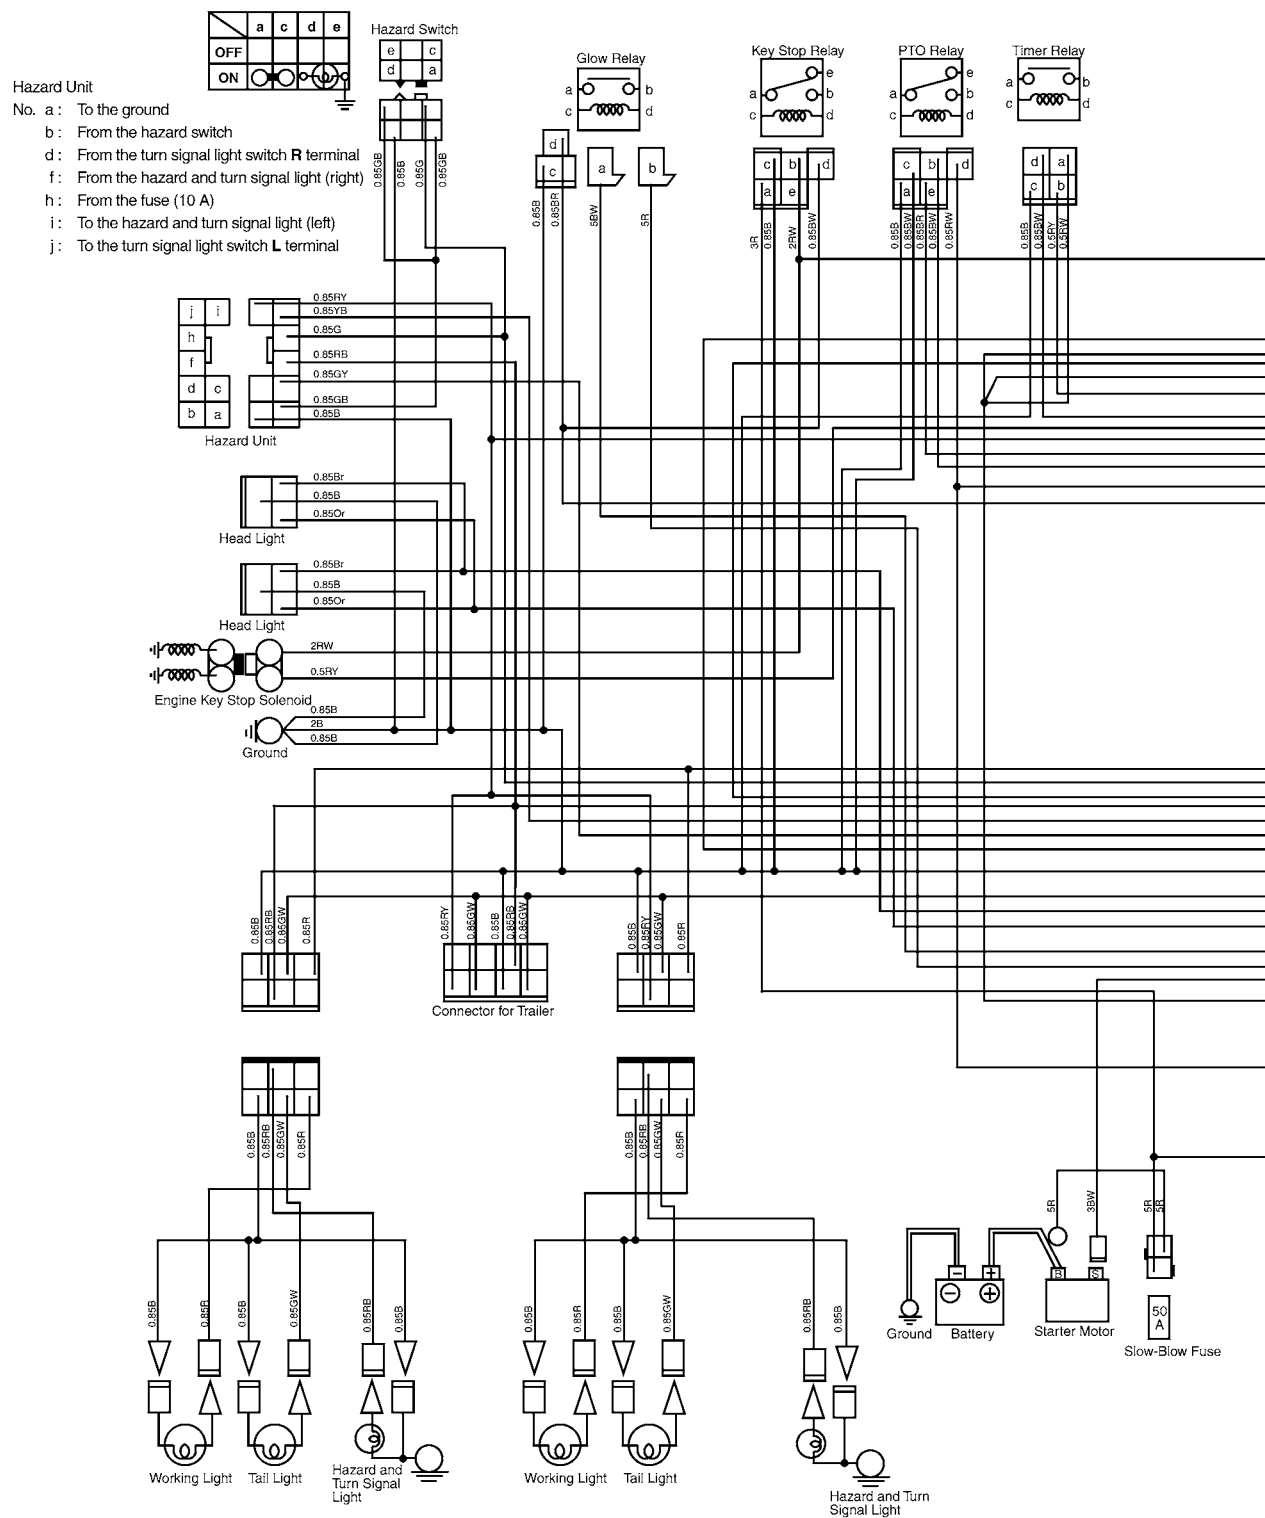 a c d e
OFF
ON
Hazard Switch
e c
d a
Hazard Unit
No. a : To the ground
b : From the hazard switch
d : From the turn signal light switch R terminal
f : From the hazard and turn signal light (right)
h : From the fuse (10 A)
i : To the hazard and turn signal light (left)
j : To the turn signal light switch L terminal
0.85GB
0.85B
0.85G
0.85GB
Glow Relay
a b
c d
d
c
a
b
0.85B
0.85BR
5BW
5R
Key Stop Relay
e
a b
c d
c b d
a e
3R
0.85B
2RW
0.85BW
PTO Relay
e
a b
c d
c b d
a e
0.85B
0.85BW
0.85BR
0.85BW
0.85RW
Timer Relay
a b
c d
d a
c b
0.85B
0.85BW
0.5RY
0.5RW
j i
h
f
d c
b a
0.85RY
0.85YB
0.85G
0.85RB
0.85GY
0.85GB
0.85B
Hazard Unit
0.85Br
0.85B
0.85Or
Head Light
0.85Br
0.85B
0.85Or
Head Light
2RW
0.5RY
Engine Key Stop Solenoid
0.85B
2B
0.85B
Ground
0.85B
0.85RB
0.85GW
0.85R
0.85RY
0.85GW
0.85B
0.85RB
0.85GW
Connector for Trailer
0.85B
0.85RY
0.85GW
0.85R
0.85B
0.85RB
0.85GW
0.85R
0.85B
0.85RB
0.85GW
0.85R
0.85B
0.85R
0.85B
0.85GW
0.85RB
0.85B
Working Light
Tail Light
Hazard and
Turn Signal
Light
0.85B
0.85R
0.85B
0.85GW
0.85RB
0.85B
Working Light
Tail Light
Hazard and Turn
Signal Light
5R
3BW
5R
5R
− +
− +
B S
Ground
Battery
Starter Motor
50
A
Slow-Blow Fuse